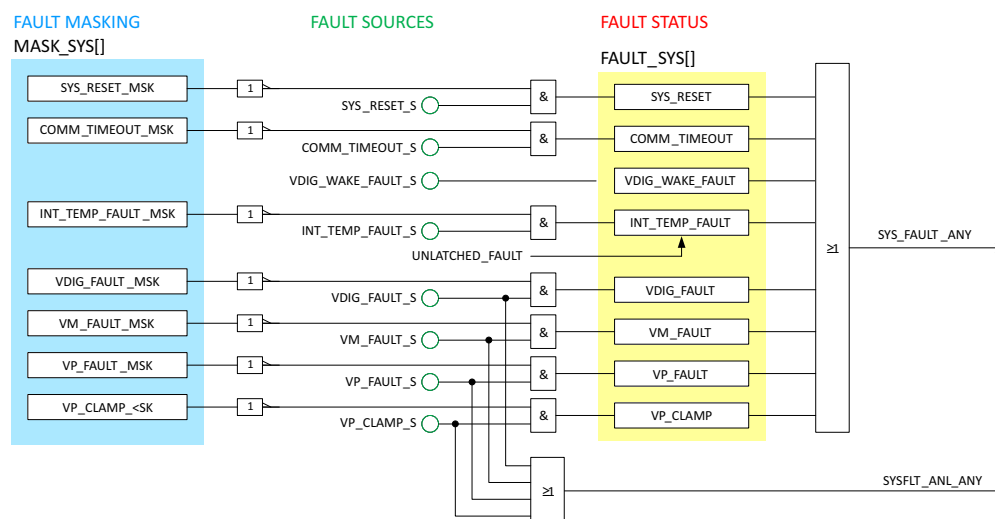 FAULT MASKING
FAULT SOURCES
FAULT STATUS
MASK_SYS[]
FAULT_SYS[]
SYS_RESET_MSK
1
SYS_RESET_S
&
SYS_RESET
COMM_TIMEOUT_MSK
1
COMM_TIMEOUT_S
&
COMM_TIMEOUT
VDIG_WAKE_FAULT_S
VDIG_WAKE_FAULT
INT_TEMP_FAULT _MSK
1
INT_TEMP_FAULT_S
&
INT_TEMP_FAULT
UNLATCHED_FAULT
≥1
SYS_FAULT _ANY
VDIG_FAULT _MSK
1
VDIG_FAULT_S
&
VDIG_FAULT
VM_FAULT_MSK
1
VM_FAULT_S
&
VM_FAULT
VP_FAULT _MSK
1
VP_FAULT_S
&
VP_FAULT
VP_CLAMP_<SK
1
VP_CLAMP_S
&
VP_CLAMP
≥1
SYSFLT_ANL_ANY